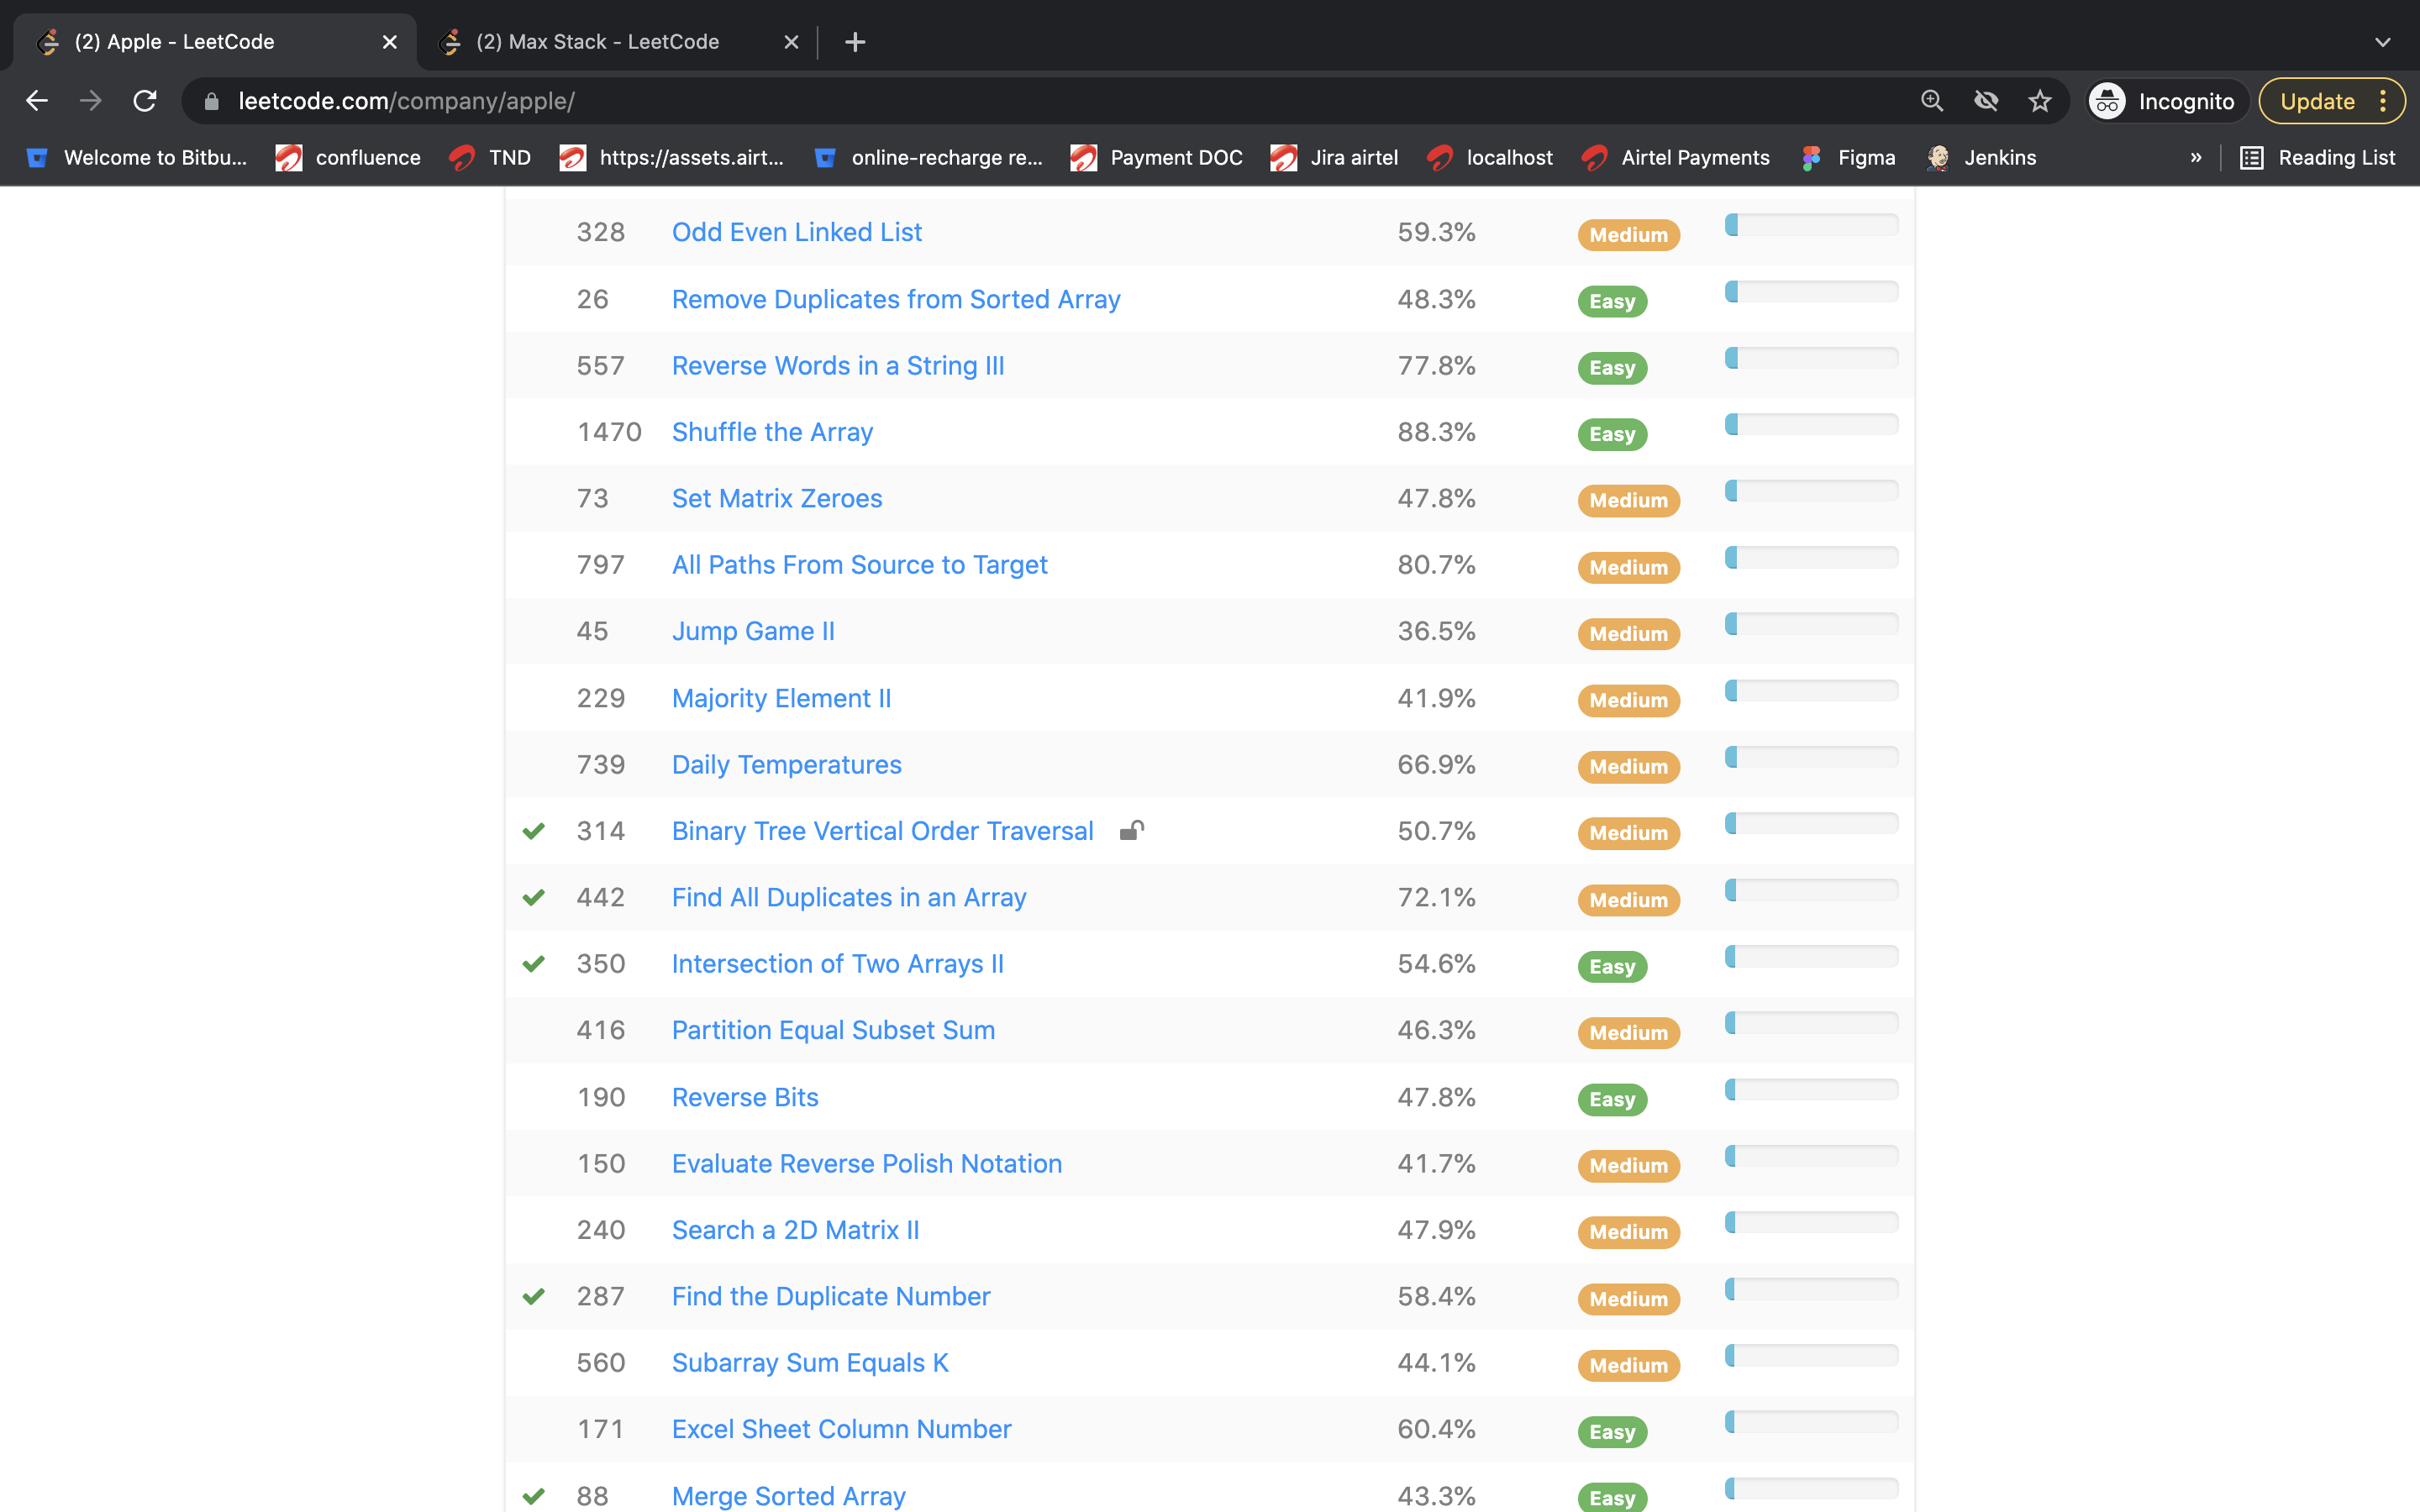 (2) Apple - LeetCode
(2) Max Stack - LeetCode
leetcode.com/company/apple/
Incognito
Update
Welcome to Bitbu...
confluence
TND
https://assets.airt...
online-recharge re...
Payment DOC
Jira airtel
localhost
Airtel Payments
Figma
Jenkins
»
Reading List
328 Odd Even Linked List 59.3% Medium
26 Remove Duplicates from Sorted Array 48.3% Easy
557 Reverse Words in a String III 77.8% Easy
1470 Shuffle the Array 88.3% Easy
73 Set Matrix Zeroes 47.8% Medium
797 All Paths From Source to Target 80.7% Medium
45 Jump Game II 36.5% Medium
229 Majority Element II 41.9% Medium
739 Daily Temperatures 66.9% Medium
314 Binary Tree Vertical Order Traversal 50.7% Medium
442 Find All Duplicates in an Array 72.1% Medium
350 Intersection of Two Arrays II 54.6% Easy
416 Partition Equal Subset Sum 46.3% Medium
190 Reverse Bits 47.8% Easy
150 Evaluate Reverse Polish Notation 41.7% Medium
240 Search a 2D Matrix II 47.9% Medium
287 Find the Duplicate Number 58.4% Medium
560 Subarray Sum Equals K 44.1% Medium
171 Excel Sheet Column Number 60.4% Easy
88 Merge Sorted Array 43.3% Easy